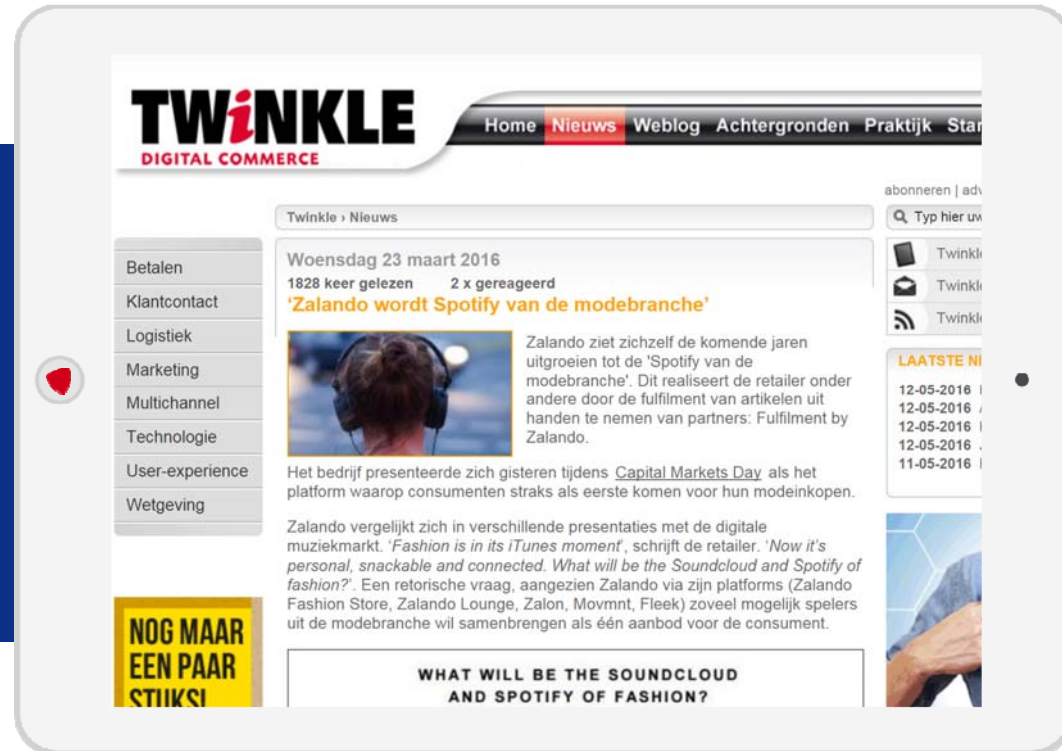 TWiNKLE
DIGITAL COMMERCE
Home Nieuws Weblog Achtergronden Praktijk
abonneren
Twinkle › Nieuws
Typ hier
Betalen
Klantcontact
Logistiek
Marketing
Multichannel
Technologie
User-experience
Wetgeving
NOG MAAR
EEN PAAR
STUKS!
Woensdag 23 maart 2016
1828 keer gelezen 2 x gereageerd
‘Zalando wordt Spotify van de modebranche’
Zalando ziet zichzelf de komende jaren
uitgroeien tot de 'Spotify van de
modebranche'. Dit realiseert de retailer onder
andere door de fulfilment van artikelen uit
handen te nemen van partners: Fulfilment by
Zalando.
Het bedrijf presenteerde zich gisteren tijdens Capital Markets Day als het
platform waarop consumenten straks als eerste komen voor hun modeinkopen.
Zalando vergelijkt zich in verschillende presentaties met de digitale
muziekmarkt. ‘Fashion is in its iTunes moment’, schrijft de retailer. ‘Now it's
personal, snackable and connected. What will be the Soundcloud and Spotify of
fashion?’. Een retorische vraag, aangezien Zalando via zijn platforms (Zalando
Fashion Store, Zalando Lounge, Zalon, Movmnt, Fleek) zoveel mogelijk spelers
uit de modebranche wil samenbrengen als één aanbod voor de consument.
WHAT WILL BE THE SOUNDCLOUD
AND SPOTIFY OF FASHION?
Twinkle
Twinkle
Twinkle
LAATSTE
12-05-2016
12-05-2016
12-05-2016
12-05-2016
11-05-2016